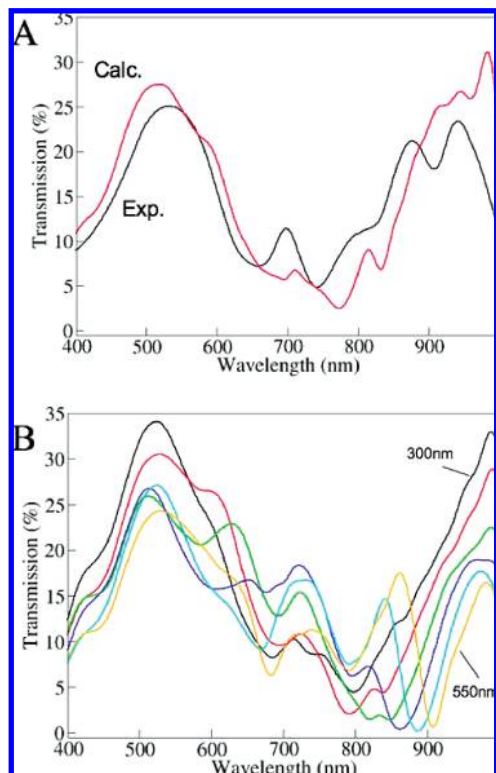 A
35
30
25
20
15
10
5
0
Transmission (%)
Calc.
Exp.
400 500 600 700 800 900
Wavelength (nm)
B
35
30
25
20
15
10
5
0
Transmission (%)
300nm
550nm
400 500 600 700 800 900
Wavelength (nm)